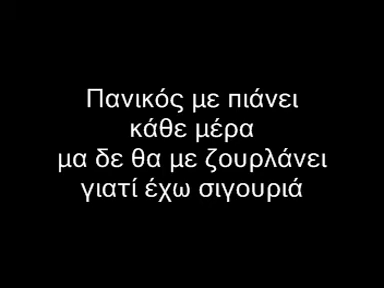 Πανικός με πιάνει
κάθε μέρα
μα δε θα με ζουρλάνει
γιατί έχω σιγουριά